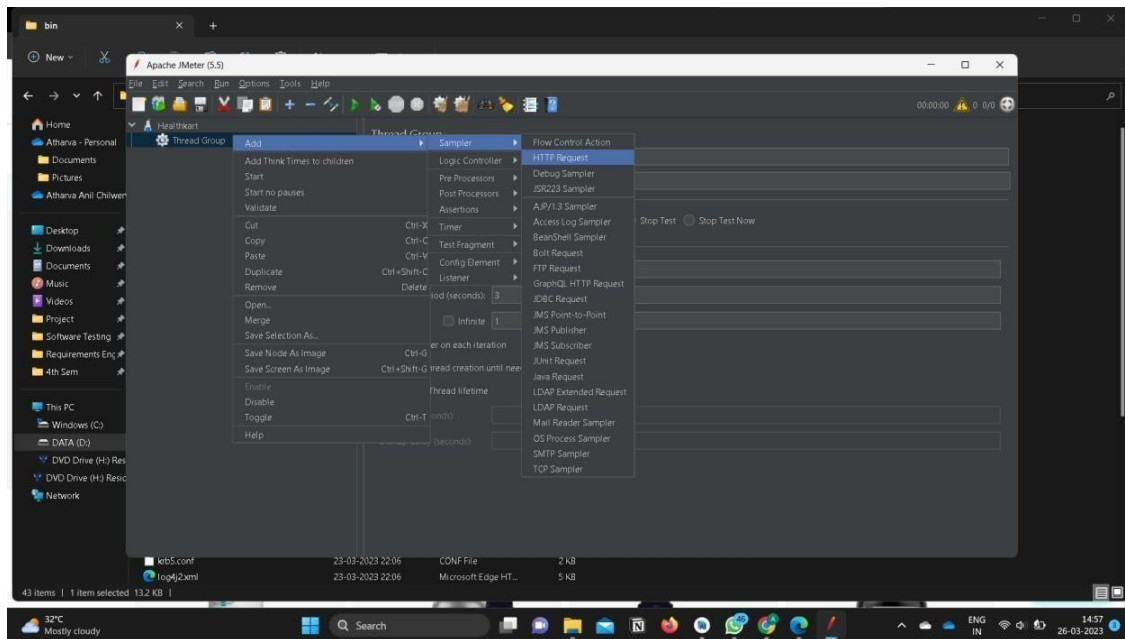 bin
New
Apache JMeter (5.5)
File Edit Search Run Options Tools Help
00:00:00 0 0/0
Home
Atharva - Personal
Documents
Pictures
Atharva Anil Chilwer
Desktop
Downloads
Documents
Music
Videos
Project
Software Testing
Requirements Eng
4th Sem
This PC
Windows (C:)
DATA (D:)
DVD Drive (H:) Res
DVD Drive (H:) Resid
Network
Healthkart
Thread Group
Thread Group
Add
Add Think Times to children
Start
Start no pauses
Validate
Cut Ctrl-X
Copy Ctrl-C
Paste Ctrl-V
Duplicate Ctrl+Shift-C
Remove Delete
Open...
Merge
Save Selection As...
Save Node As Image Ctrl-G
Save Screen As Image Ctrl+Shift-G
Enable
Disable
Toggle Ctrl-T
Help
Sampler
Logic Controller
Pre Processors
Post Processors
Assertions
Timer
Test Fragment
Config Element
Listener
Flow Control Action
HTTP Request
Debug Sampler
JSR223 Sampler
AJP/1.3 Sampler
Access Log Sampler
BeanShell Sampler
Bolt Request
FTP Request
GraphQL HTTP Request
JDBC Request
JMS Point-to-Point
JMS Publisher
JMS Subscriber
JUnit Request
Java Request
LDAP Extended Request
LDAP Request
Mail Reader Sampler
OS Process Sampler
SMTP Sampler
TCP Sampler
Stop Test Stop Test Now
iod (seconds): 3
Infinite 1
er on each iteration
hread creation until nee
Thread lifetime
onds):
(seconds):
krb5.conf 23-03-2023 22:06 CONF File 2 KB
log4j2.xml 23-03-2023 22:06 Microsoft Edge HT... 5 KB
43 items | 1 item selected 13.2 KB |
32°C
Mostly cloudy
Search
ENG
IN
14:57
26-03-2023